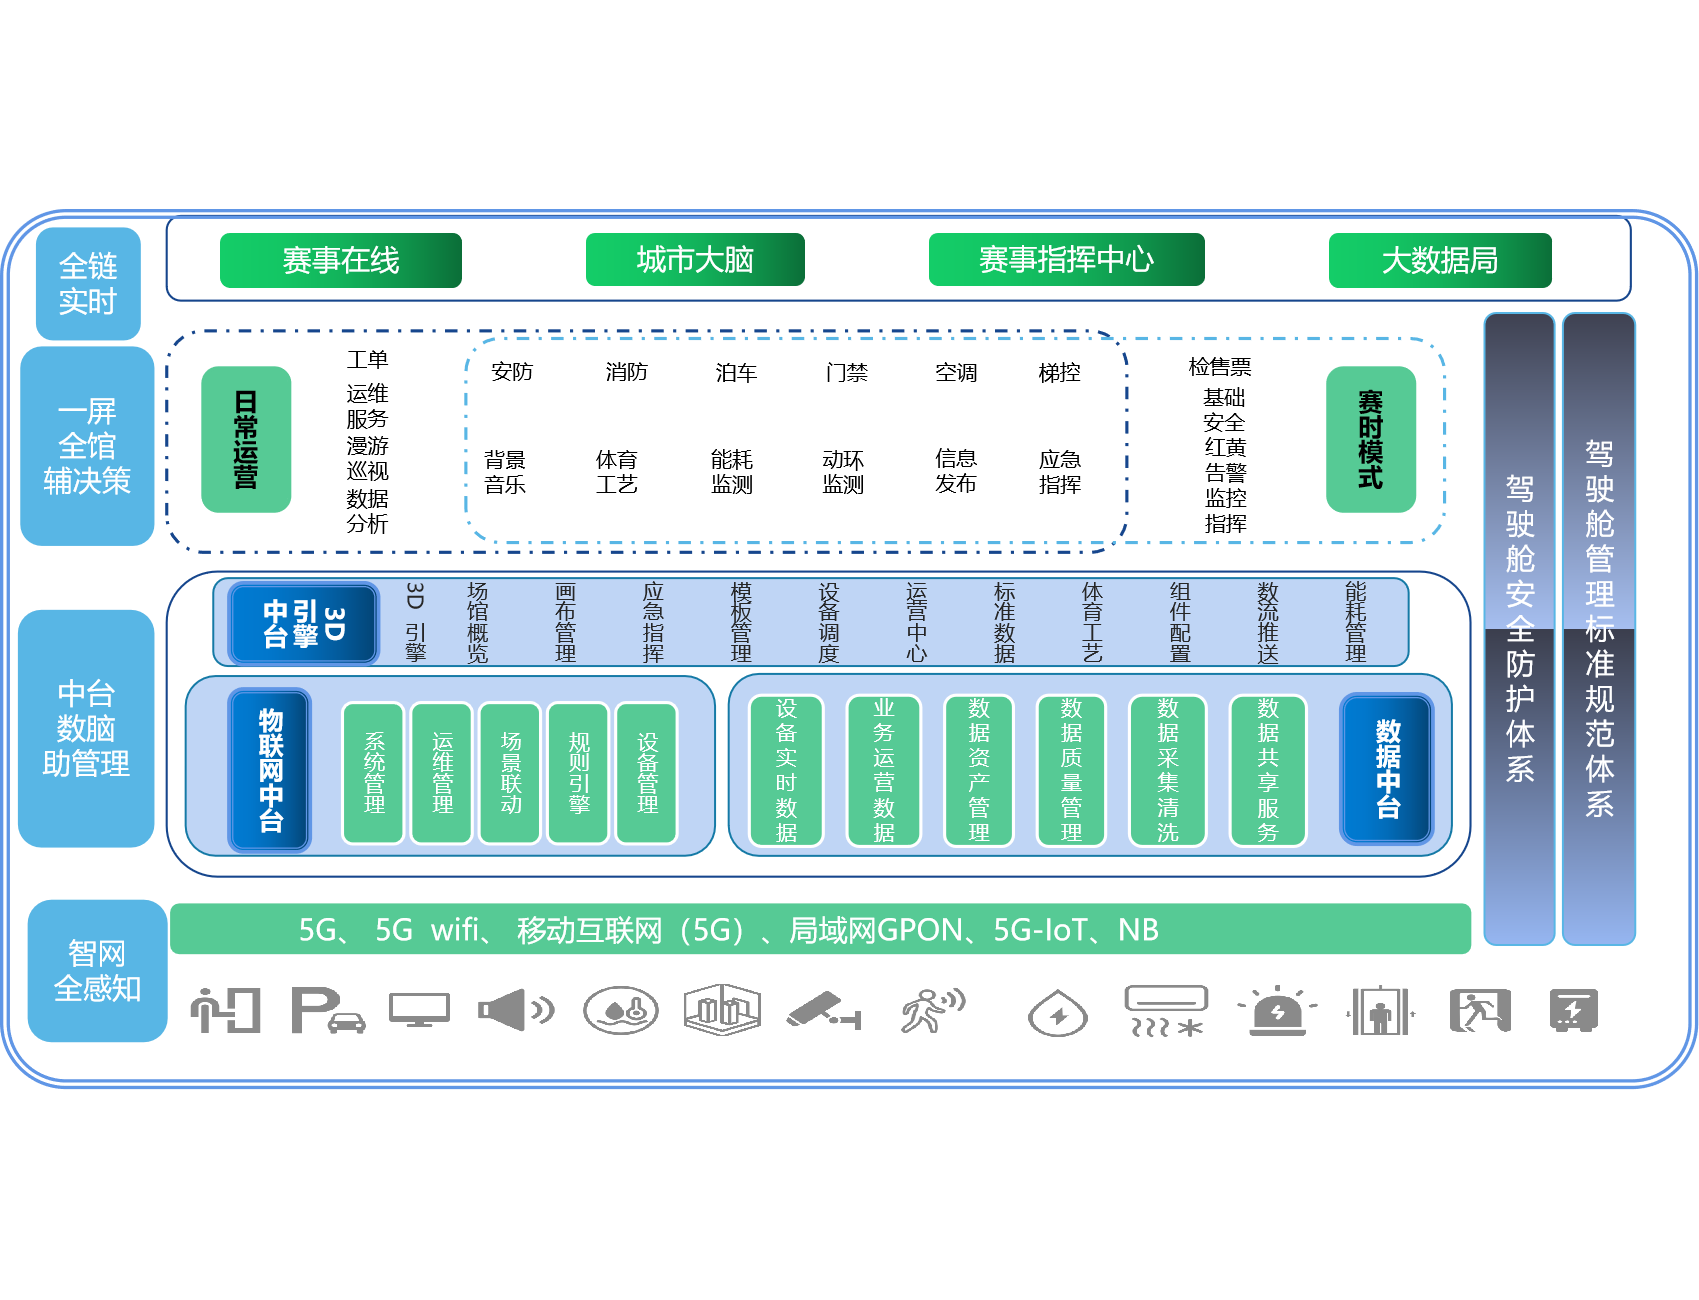 全链
实时
赛事在线
城市大脑
赛事指挥中心
大数据局
一屏
全馆
辅决策
日常运营
工单
运维
服务
漫游
巡视
数据
分析
安防
消防
泊车
门禁
空调
梯控
背景
音乐
体育
工艺
能耗
监测
动环
监测
信息
发布
应急
指挥
检售票
基础
安全
红黄
告警
监控
指挥
赛时模式
中台
数脑
助管理
3D
引擎
中台
3D 引擎
场馆概览
画布管理
应急指挥
模板管理
设备调度
运营中心
标准数据
体育工艺
组件配置
数流推送
能耗管理
物联网中台
系统管理
运维管理
场景联动
规则引擎
设备管理
设备实时数据
业务运营数据
数据资产管理
数据质量管理
数据采集清洗
数据共享服务
数据中台
驾驶舱安全防护体系
驾驶舱管理标准规范体系
智网
全感知
5G、 5G wifi、 移动互联网（5G）、局域网GPON、5G-IoT、NB
P